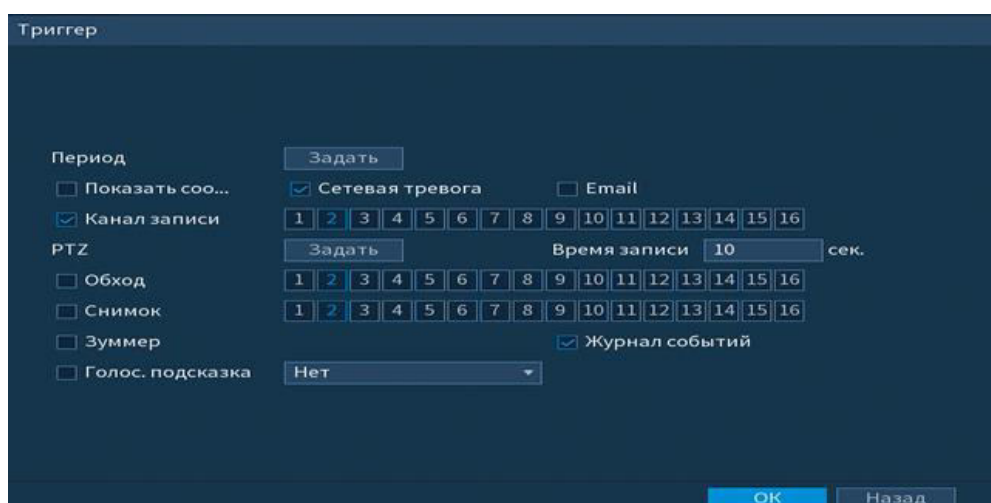 Триггер
Период Задать
Показать соо... Сетевая тревога Email
Канал записи 1 2 3 4 5 6 7 8 9 10 11 12 13 14 15 16
PTZ Задать Время записи 10 сек.
Обход 1 2 3 4 5 6 7 8 9 10 11 12 13 14 15 16
Снимок 1 2 3 4 5 6 7 8 9 10 11 12 13 14 15 16
Зуммер Журнал событий
Голос. подсказка Нет
OK Назад